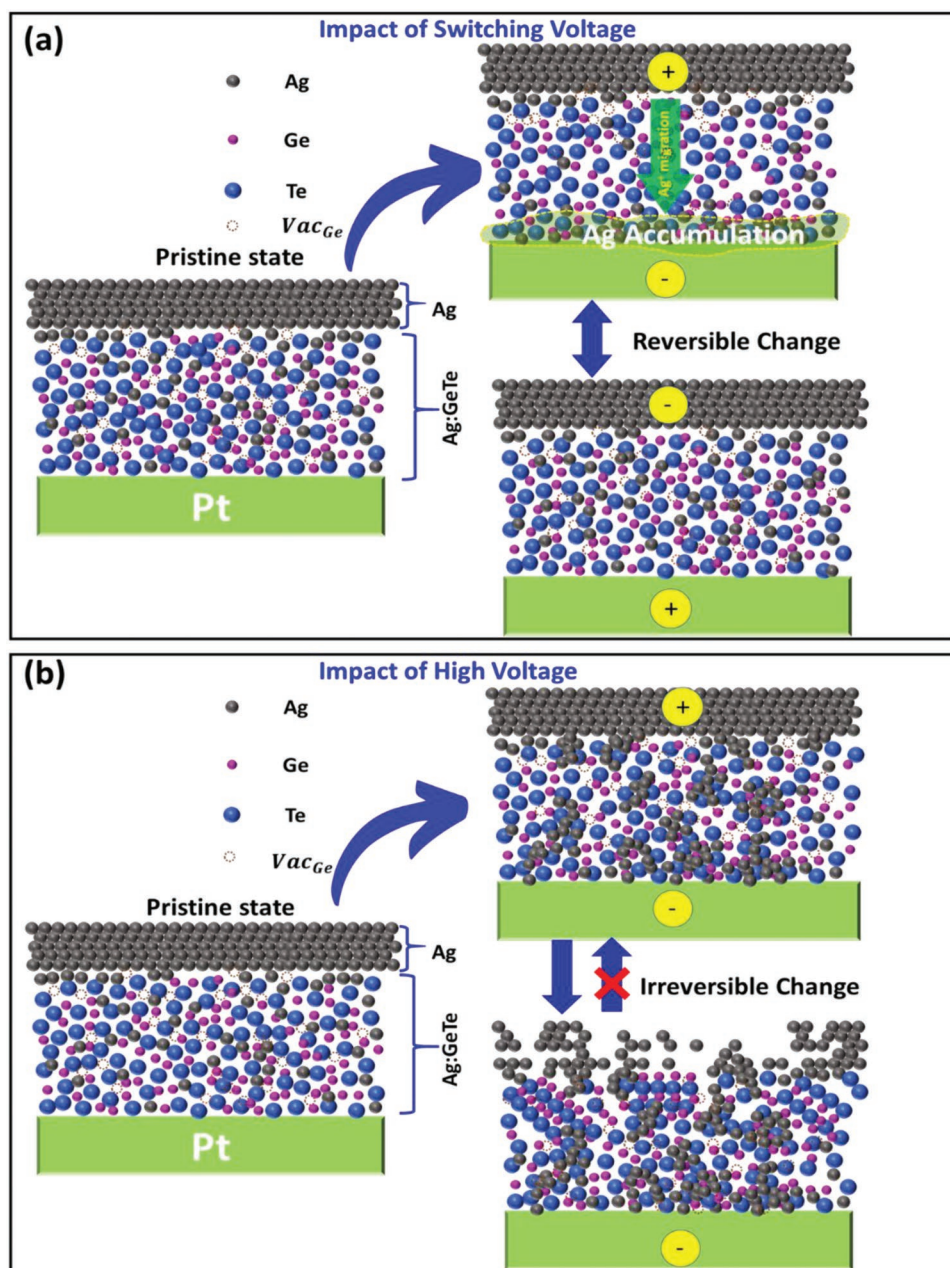 (a)
Impact of Switching Voltage
Ag
Ge
Te
Vac_Ge
Pristine state
Ag
Ag:GeTe
Pt
+
Ag⁺ migration
Ag Accumulation
-
Reversible Change
-
+
(b)
Impact of High Voltage
Ag
Ge
Te
Vac_Ge
Pristine state
Ag
Ag:GeTe
Pt
+
-
Irreversible Change
-